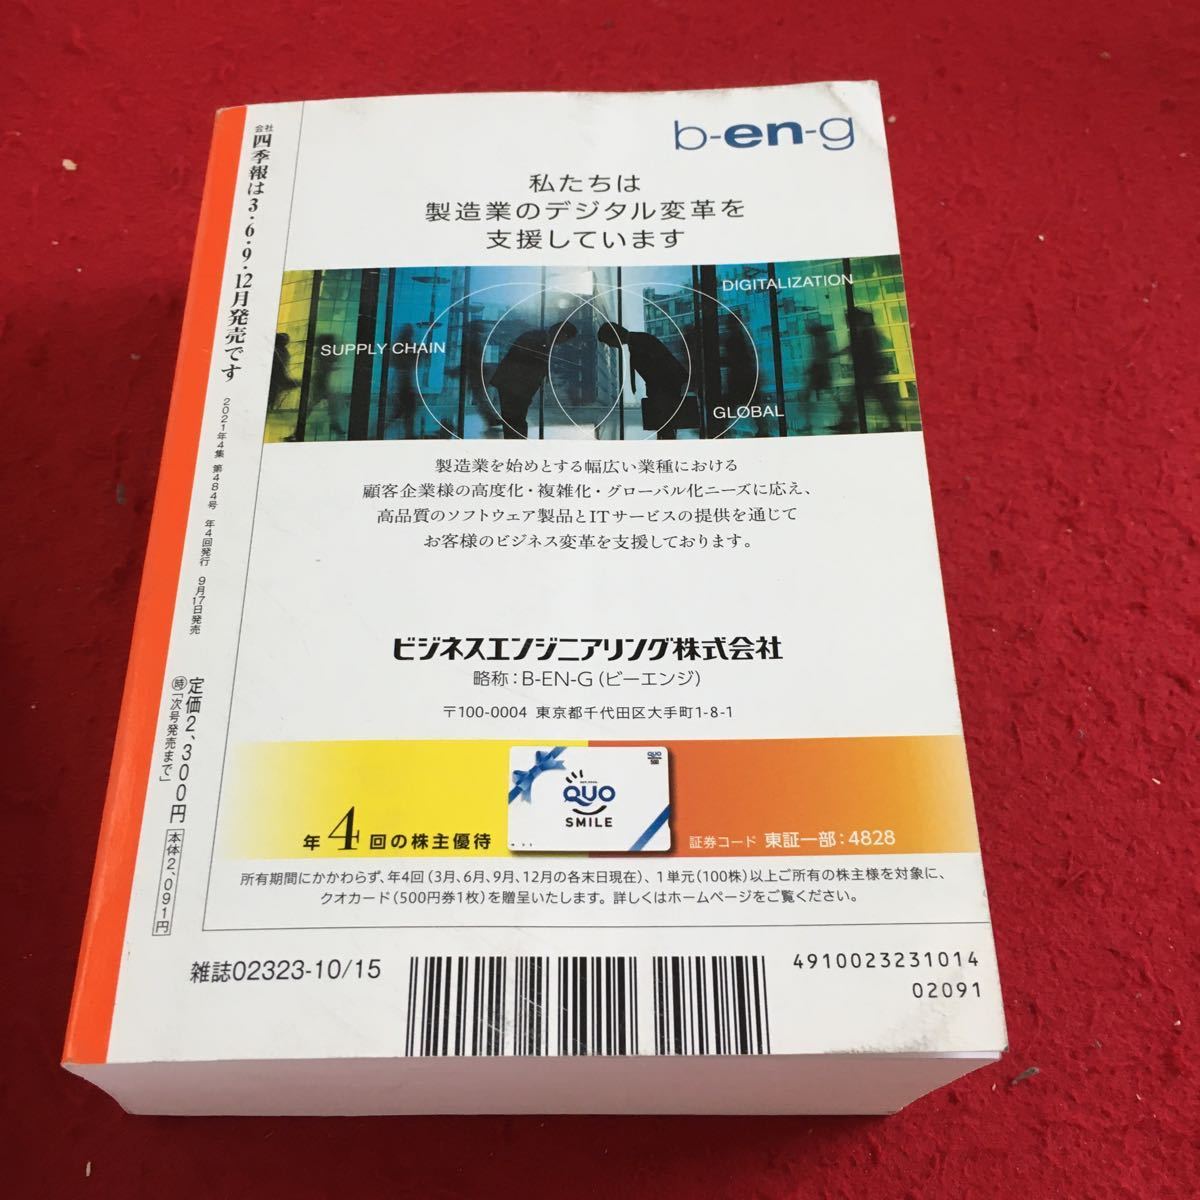 会社四季報は3・6・9・12月発売です
2021年4集 第484号 年4回発行 9月17日発売
定価2,300円 本体2,091円
時「次号発売まで」
b-en-g
私たちは
製造業のデジタル変革を
支援しています
DIGITALIZATION
SUPPLY CHAIN
GLOBAL
製造業を始めとする幅広い業種における
顧客企業様の高度化・複雑化・グローバル化ニーズに応え、
高品質のソフトウェア製品とITサービスの提供を通じて
お客様のビジネス変革を支援しております。
ビジネスエンジニアリング株式会社
略称：B-EN-G（ビーエンジ）
〒100-0004 東京都千代田区大手町1-8-1
QUO
500
QUO
SMILE
年4回の株主優待
証券コード 東証一部：4828
所有期間にかかわらず、年4回（3月、6月、9月、12月の各末日現在）、1単元（100株）以上ご所有の株主様を対象に、
クオカード（500円券1枚）を贈呈いたします。詳しくはホームページをご覧ください。
雑誌02323-10/15
4910023231014
02091